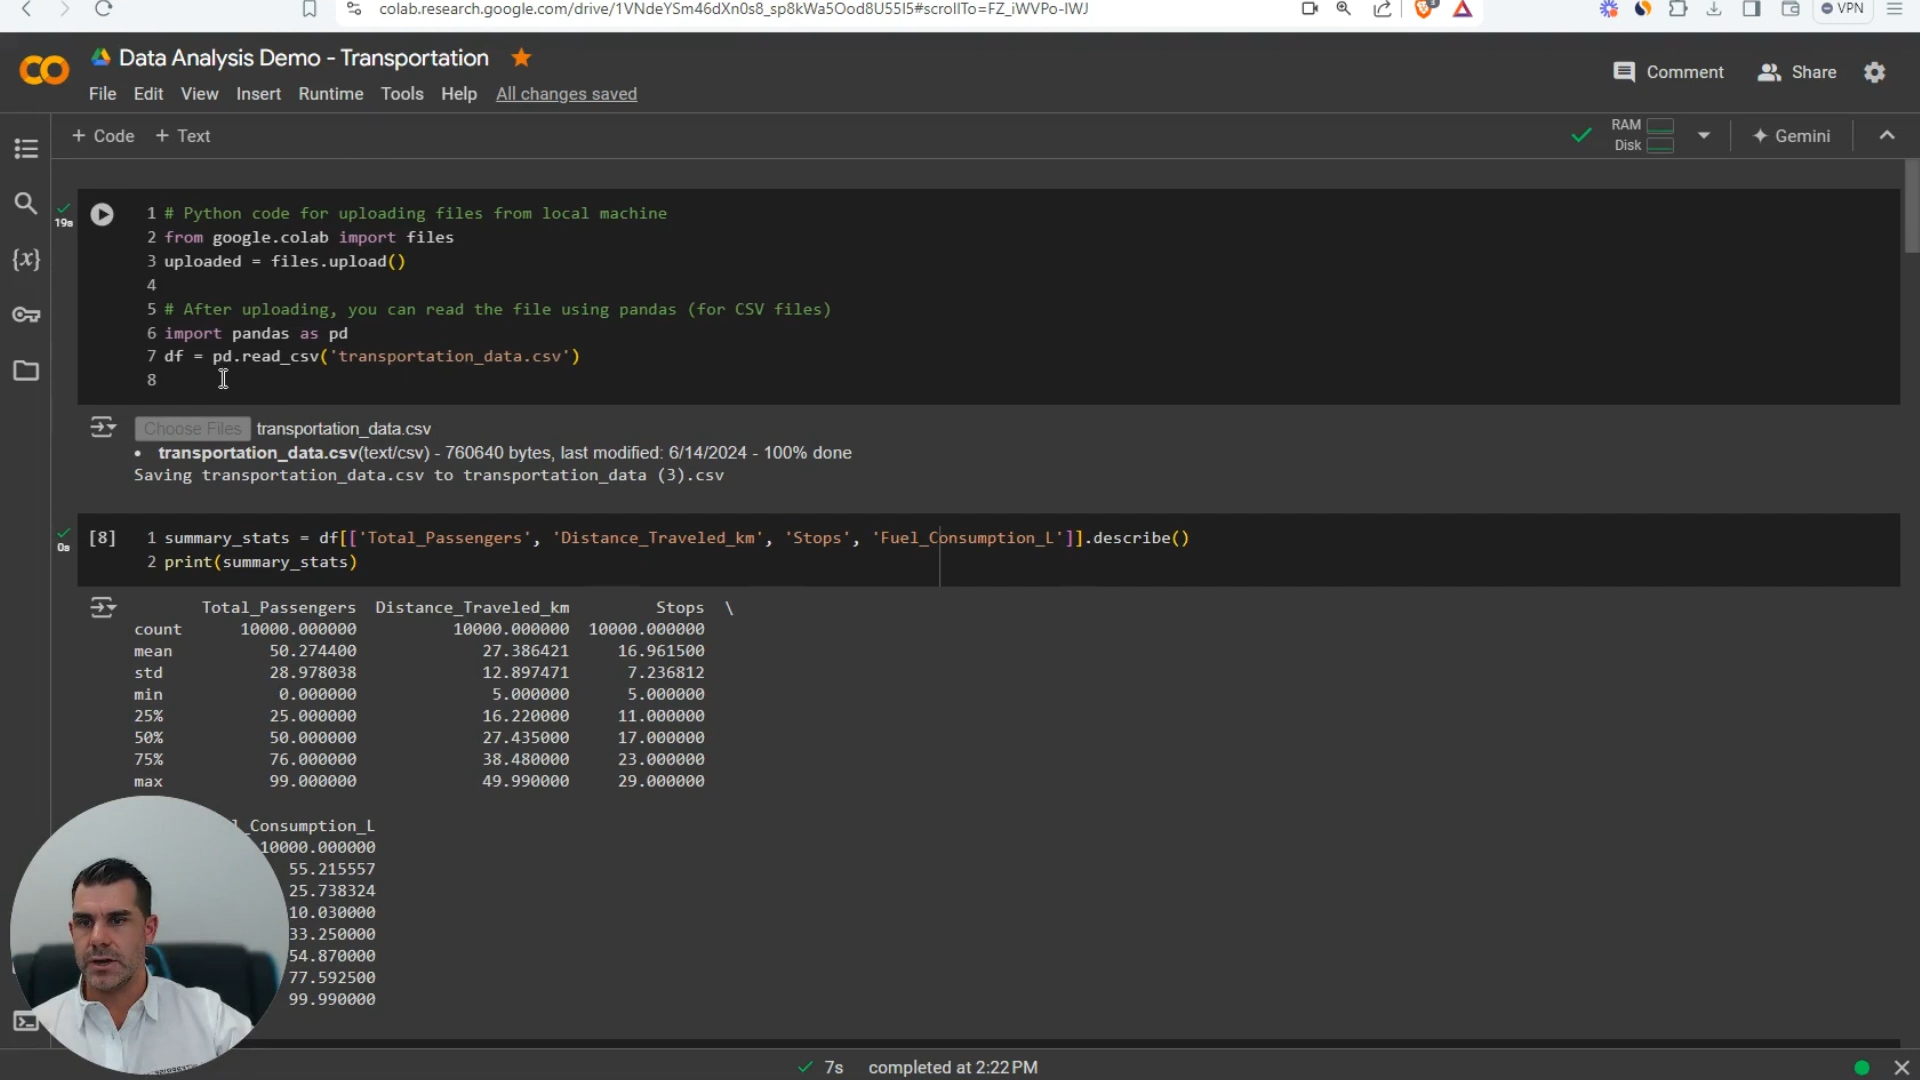 colab.research.google.com/drive/1VNdeYSm46dXn0s8_sp8kWa5Ood8U55I5#scrollTo=FZ_iWVPo-IWJ
VPN
Data Analysis Demo - Transportation
Comment
Share
File Edit View Insert Runtime Tools Help All changes saved
+ Code + Text
RAM
Disk
Gemini
19s
1 # Python code for uploading files from local machine
2 from google.colab import files
3 uploaded = files.upload()
4
5 # After uploading, you can read the file using pandas (for CSV files)
6 import pandas as pd
7 df = pd.read_csv('transportation_data.csv')
8
Choose Files transportation_data.csv
• transportation_data.csv(text/csv) - 760640 bytes, last modified: 6/14/2024 - 100% done
Saving transportation_data.csv to transportation_data (3).csv
0s
[8] 1 summary_stats = df[['Total_Passengers', 'Distance_Traveled_km', 'Stops', 'Fuel_Consumption_L']].describe()
2 print(summary_stats)
Total_Passengers Distance_Traveled_km Stops \
count 10000.000000 10000.000000 10000.000000
mean 50.274400 27.386421 16.961500
std 28.978038 12.897471 7.236812
min 0.000000 5.000000 5.000000
25% 25.000000 16.220000 11.000000
50% 50.000000 27.435000 17.000000
75% 76.000000 38.480000 23.000000
max 99.000000 49.990000 29.000000
_Consumption_L
10000.000000
55.215557
25.738324
10.030000
33.250000
54.870000
77.592500
99.990000
7s completed at 2:22 PM